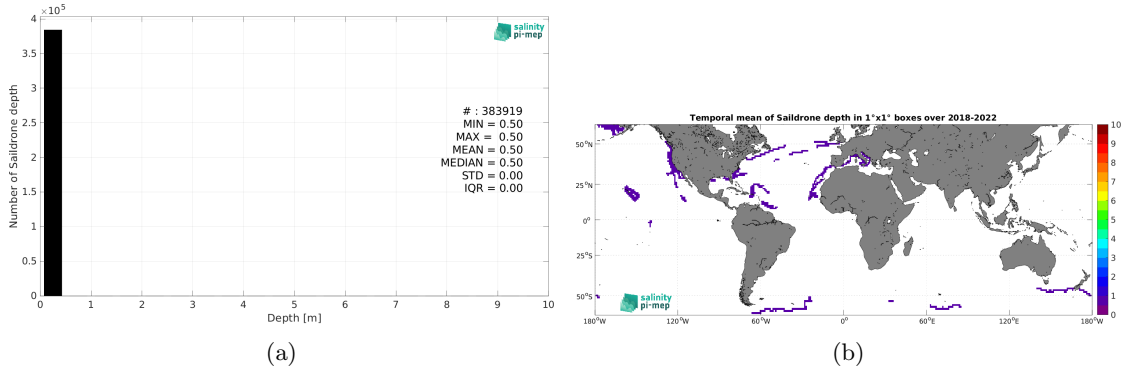 ×10⁵
4
3.5
3
2.5
2
1.5
1
0.5
0
Number of Saildrone depth
salinity
pi-mep
# : 383919
MIN = 0.50
MAX = 0.50
MEAN = 0.50
MEDIAN = 0.50
STD = 0.00
IQR = 0.00
0 1 2 3 4 5 6 7 8 9 10
Depth [m]
(a)
Temporal mean of Saildrone depth in 1°x1° boxes over 2018-2022
50°N
25°N
0°
25°S
50°S
salinity
pi-mep
180°W 120°W 60°W 0° 60°E 120°E 180°E
10
9
8
7
6
5
4
3
2
1
0
(b)